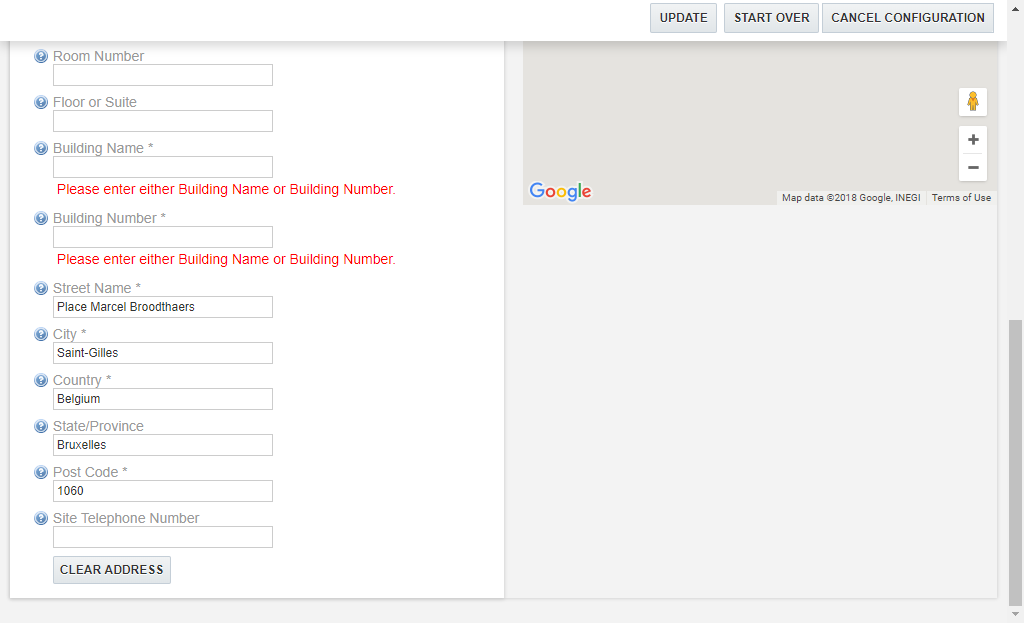 UPDATE
START OVER
CANCEL CONFIGURATION
Room Number
Floor or Suite
Building Name *
Please enter either Building Name or Building Number.
Building Number *
Please enter either Building Name or Building Number.
Street Name *
Place Marcel Broodthaers
City *
Saint-Gilles
Country *
Belgium
State/Province
Bruxelles
Post Code *
1060
Site Telephone Number
CLEAR ADDRESS
Google
Map data ©2018 Google, INEGI
Terms of Use